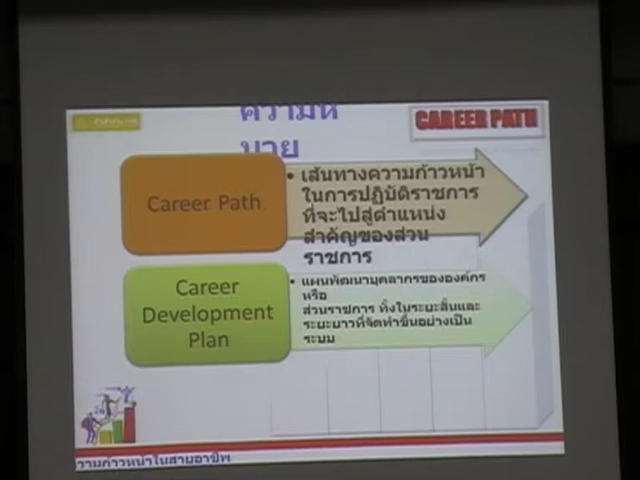 ความห
มาย
CAREER PATH
Career Path
• เส้นทางความก้าวหน้า
ในการปฏิบัติราชการ
ที่จะไปสู่ตำแหน่ง
สำคัญของส่วน
ราชการ
Career
Development
Plan
• แผนพัฒนาบุคลากรขององค์กร
หรือ
ส่วนราชการ ทั้งในระยะสั้นและ
ระยะยาวที่จัดทำขึ้นอย่างเป็น
ระบบ
วามก้าวหน้าในสายอาชีพ